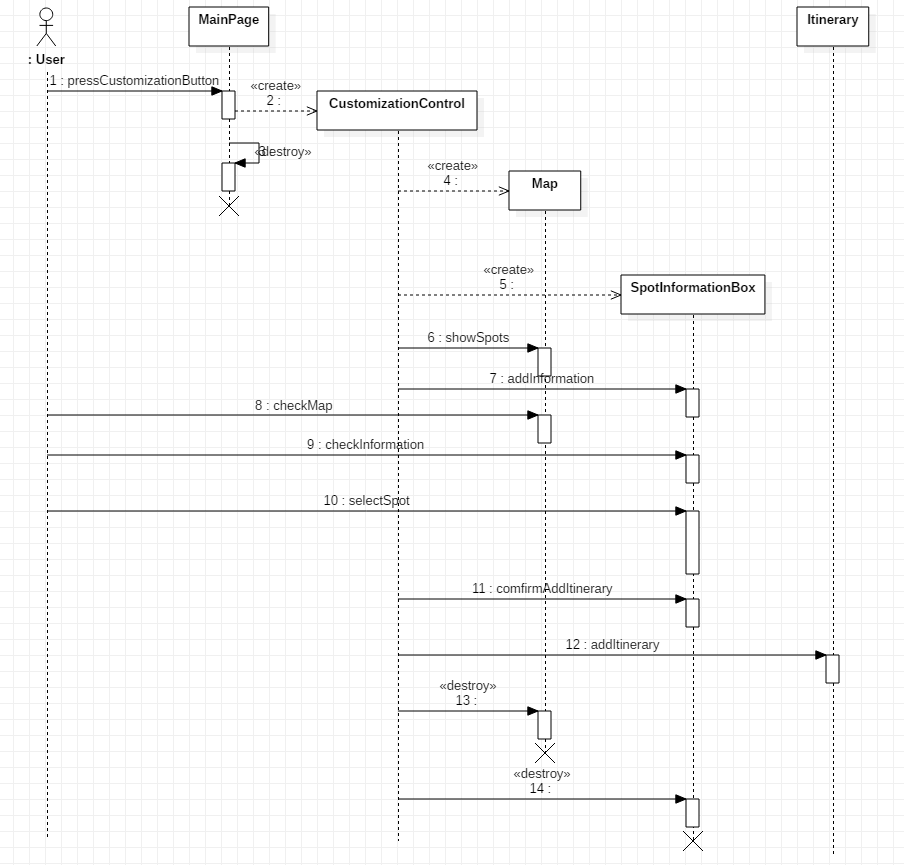 MainPage
Itinerary
: User
1 : pressCustomizationButton
«create»
2 :
CustomizationControl
3
«destroy»
«create»
4 :
Map
«create»
5 :
SpotInformationBox
6 : showSpots
7 : addInformation
8 : checkMap
9 : checkInformation
10 : selectSpot
11 : comfirmAddItinerary
12 : addItinerary
«destroy»
13 :
«destroy»
14 :